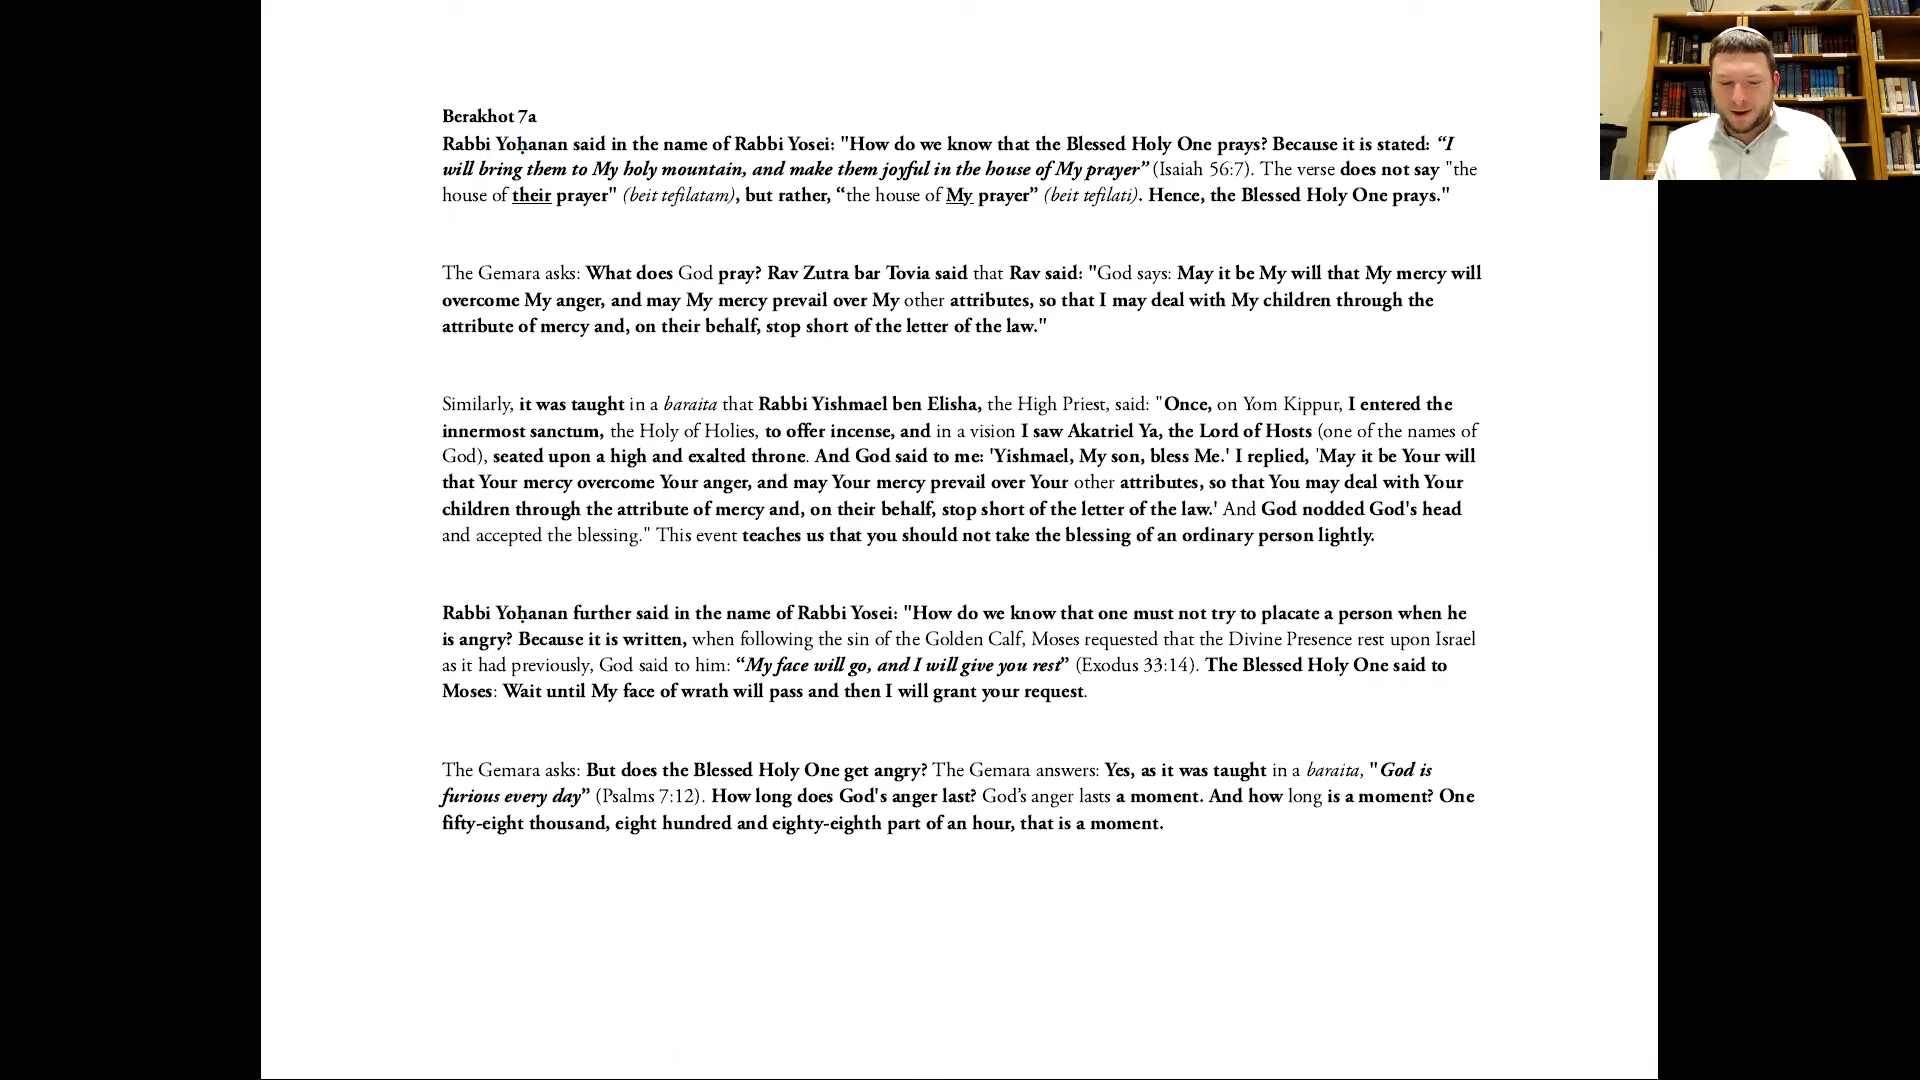 Berakhot 7a
Rabbi Yoḥanan said in the name of Rabbi Yosei: "How do we know that the Blessed Holy One prays? Because it is stated: “I
will bring them to My holy mountain, and make them joyful in the house of My prayer” (Isaiah 56:7). The verse does not say "the
house of their prayer" (beit tefilatam), but rather, “the house of My prayer” (beit tefilati). Hence, the Blessed Holy One prays."
The Gemara asks: What does God pray? Rav Zutra bar Tovia said that Rav said: "God says: May it be My will that My mercy will
overcome My anger, and may My mercy prevail over My other attributes, so that I may deal with My children through the
attribute of mercy and, on their behalf, stop short of the letter of the law."
Similarly, it was taught in a baraita that Rabbi Yishmael ben Elisha, the High Priest, said: "Once, on Yom Kippur, I entered the
innermost sanctum, the Holy of Holies, to offer incense, and in a vision I saw Akatriel Ya, the Lord of Hosts (one of the names of
God), seated upon a high and exalted throne. And God said to me: 'Yishmael, My son, bless Me.' I replied, 'May it be Your will
that Your mercy overcome Your anger, and may Your mercy prevail over Your other attributes, so that You may deal with Your
children through the attribute of mercy and, on their behalf, stop short of the letter of the law.' And God nodded God's head
and accepted the blessing." This event teaches us that you should not take the blessing of an ordinary person lightly.
Rabbi Yoḥanan further said in the name of Rabbi Yosei: "How do we know that one must not try to placate a person when he
is angry? Because it is written, when following the sin of the Golden Calf, Moses requested that the Divine Presence rest upon Israel
as it had previously, God said to him: “My face will go, and I will give you rest” (Exodus 33:14). The Blessed Holy One said to
Moses: Wait until My face of wrath will pass and then I will grant your request.
The Gemara asks: But does the Blessed Holy One get angry? The Gemara answers: Yes, as it was taught in a baraita, "God is
furious every day” (Psalms 7:12). How long does God's anger last? God’s anger lasts a moment. And how long is a moment? One
fifty-eight thousand, eight hundred and eighty-eighth part of an hour, that is a moment.